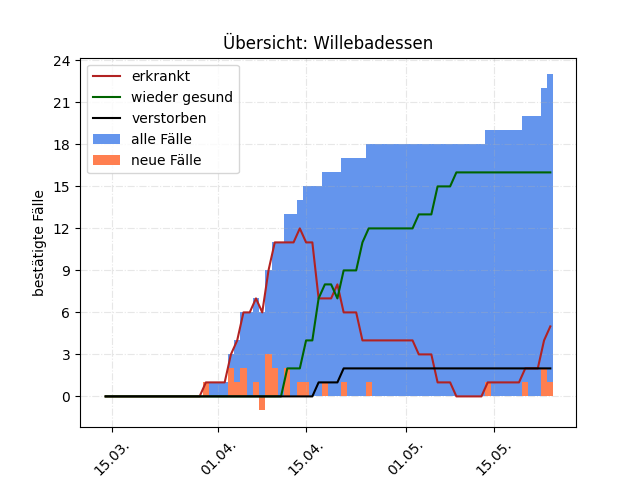 Übersicht: Willebadessen
erkrankt
wieder gesund
verstorben
alle Fälle
neue Fälle
bestätigte Fälle
24
21
18
15
12
9
6
3
0
15.03.
01.04.
15.04.
01.05.
15.05.